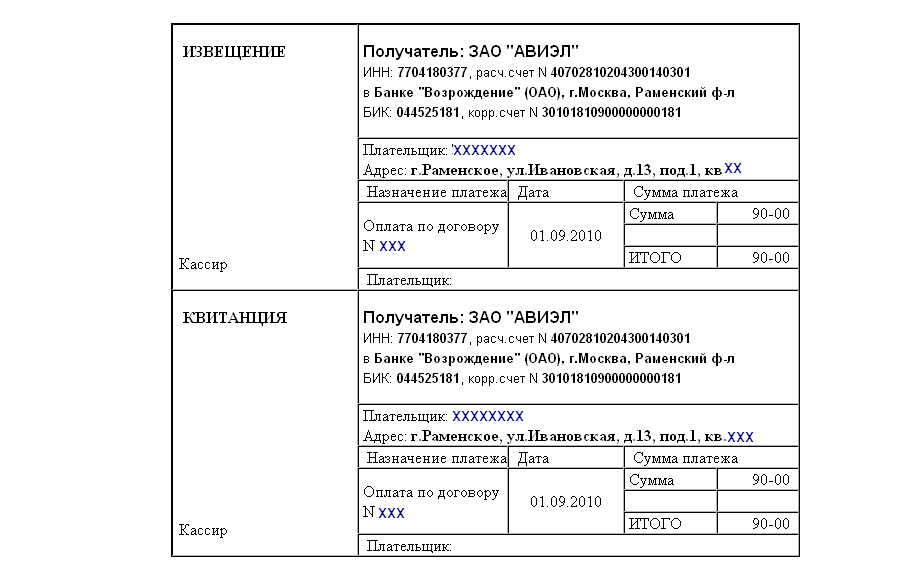 ИЗВЕЩЕНИЕ
Получатель: ЗАО "АВИЭЛ"
ИНН: 7704180377, расч.счет N 40702810204300140301
в Банке "Возрождение" (ОАО), г.Москва, Раменский ф-л
БИК: 044525181, корр.счет N 30101810900000000181
Плательщик: XXXXXXX
Адрес: г.Раменское, ул.Ивановская, д.13, под.1, кв XX
Назначение платежа Дата Сумма платежа
Оплата по договору
N XXX
01.09.2010
Сумма 90-00
ИТОГО 90-00
Кассир
Плательщик:
КВИТАНЦИЯ
Получатель: ЗАО "АВИЭЛ"
ИНН: 7704180377, расч.счет N 40702810204300140301
в Банке "Возрождение" (ОАО), г.Москва, Раменский ф-л
БИК: 044525181, корр.счет N 30101810900000000181
Плательщик: XXXXXXXX
Адрес: г.Раменское, ул.Ивановская, д.13, под.1, кв.XXX
Назначение платежа Дата Сумма платежа
Оплата по договору
N XXX
01.09.2010
Сумма 90-00
ИТОГО 90-00
Кассир
Плательщик: